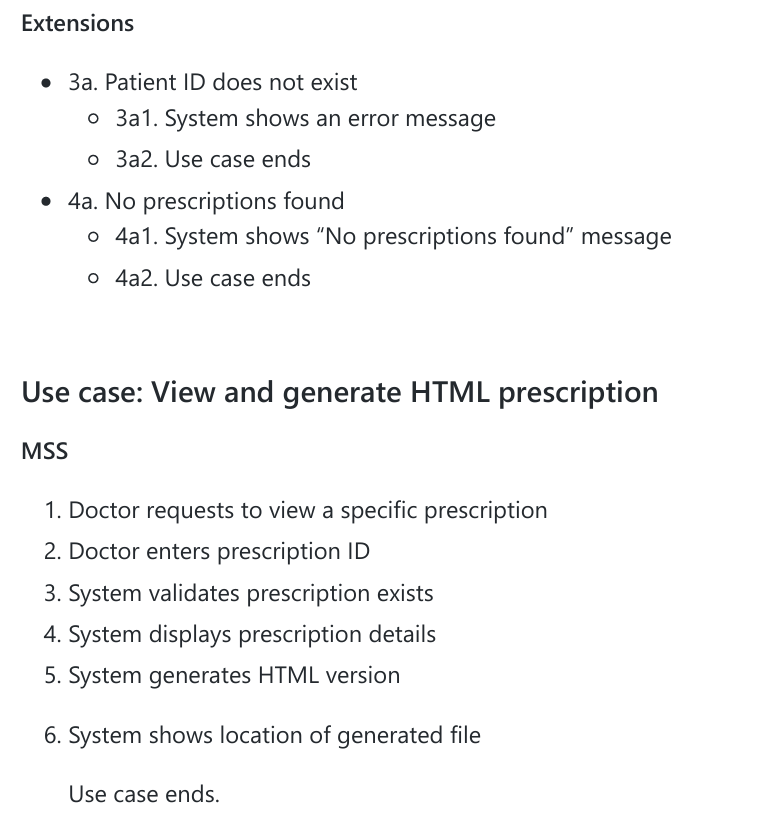 Extensions
• 3a. Patient ID does not exist
○ 3a1. System shows an error message
○ 3a2. Use case ends
• 4a. No prescriptions found
○ 4a1. System shows “No prescriptions found” message
○ 4a2. Use case ends
Use case: View and generate HTML prescription
MSS
1. Doctor requests to view a specific prescription
2. Doctor enters prescription ID
3. System validates prescription exists
4. System displays prescription details
5. System generates HTML version
6. System shows location of generated file
Use case ends.